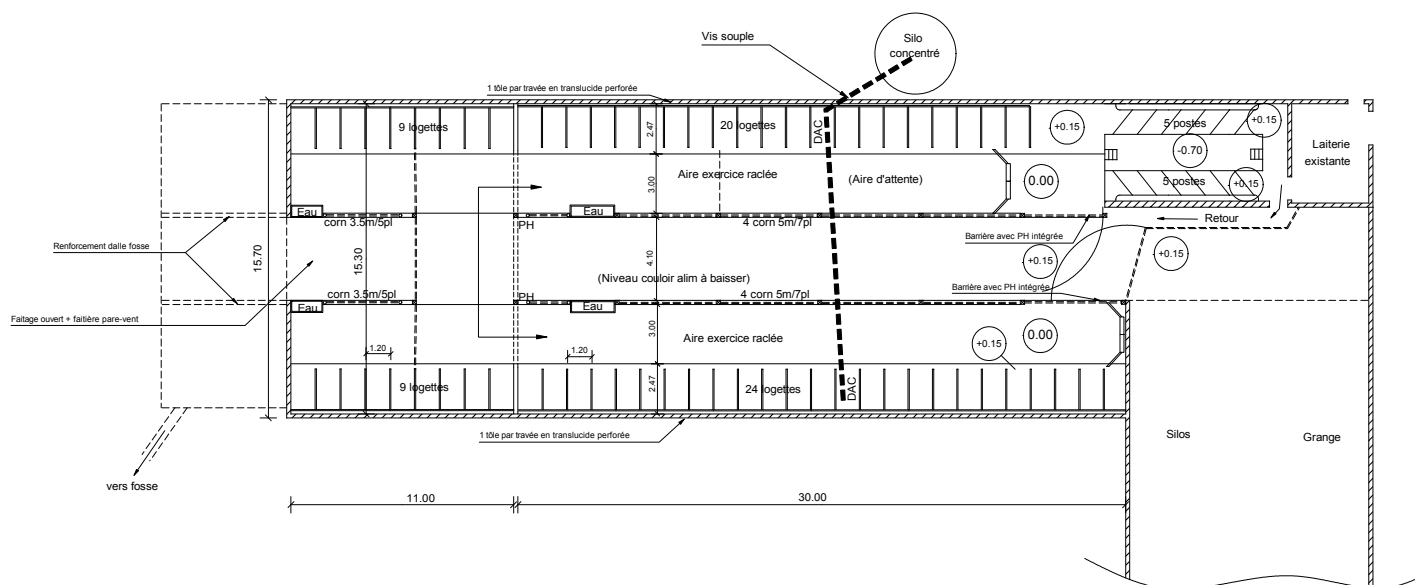 Vis souple
Silo
concentré
1 tôle par travée en translucide perforée
9 logettes
20 logettes
DAC
2.47
+0.15
5 postes
+0.15
-0.70
Laiterie
existante
Aire exercice raclée
(Aire d'attente)
3.00
0.00
5 postes
+0.15
Eau
Eau
corn 3.5m/5pl
PH
4 corn 5m/7pl
Retour
Barrière avec PH intégrée
Renforcement dalle fosse
15.70
15.30
4.10
+0.15
+0.15
(Niveau couloir alim à baisser)
Barrière avec PH intégrée
corn 3.5m/5pl
PH
4 corn 5m/7pl
Eau
Eau
Faitage ouvert + faitière pare-vent
3.00
Aire exercice raclée
0.00
+0.15
1.20
1.20
2.47
9 logettes
24 logettes
DAC
1 tôle par travée en translucide perforée
Silos
Grange
vers fosse
11.00
30.00